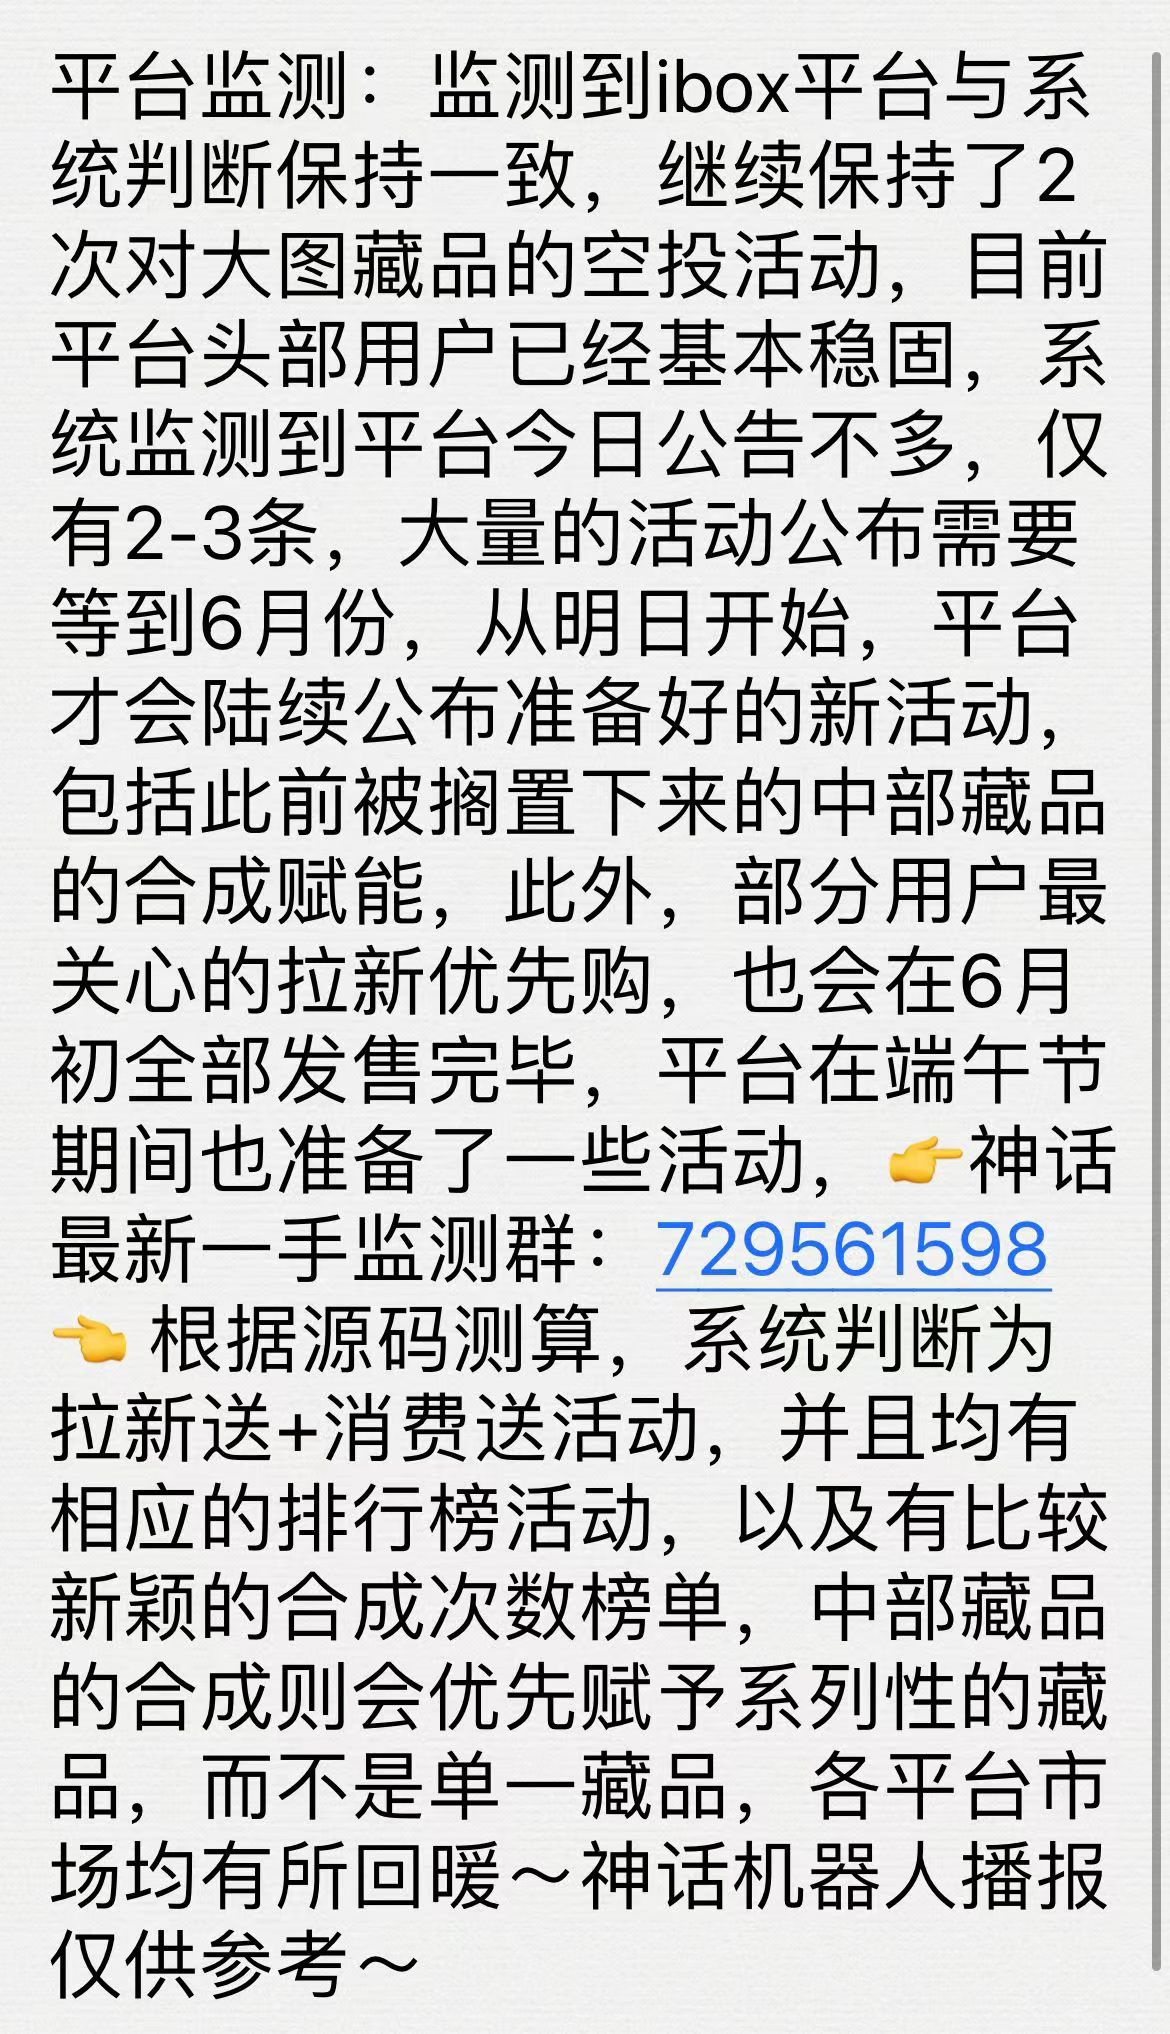 平台监测：监测到ibox平台与系
统判断保持一致，继续保持了2
次对大图藏品的空投活动，目前
平台头部用户已经基本稳固，系
统监测到平台今日公告不多，仅
有2-3条，大量的活动公布需要
等到6月份，从明日开始，平台
才会陆续公布准备好的新活动，
包括此前被搁置下来的中部藏品
的合成赋能，此外，部分用户最
关心的拉新优先购，也会在6月
初全部发售完毕，平台在端午节
期间也准备了一些活动，👉神话
最新一手监测群：729561598
👈 根据源码测算，系统判断为
拉新送+消费送活动，并且均有
相应的排行榜活动，以及有比较
新颖的合成次数榜单，中部藏品
的合成则会优先赋予系列性的藏
品，而不是单一藏品，各平台市
场均有所回暖～神话机器人播报
仅供参考～